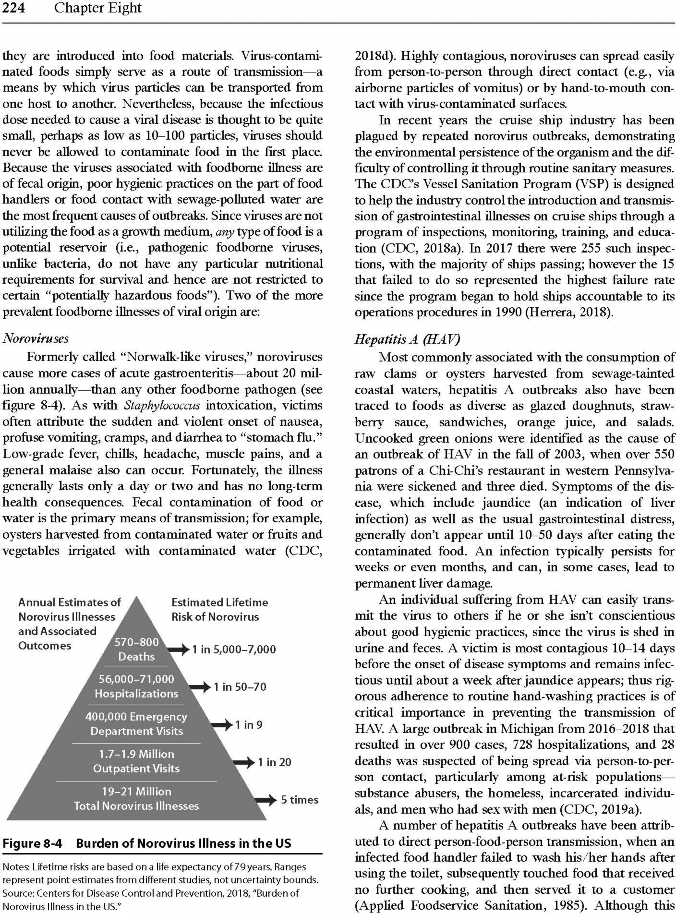 224 Chapter Eight
they are introduced into food materials. Virus-contami-
nated foods simply serve as a route of transmission—a
means by which virus particles can be transported from
one host to another. Nevertheless, because the infectious
dose needed to cause a viral disease is thought to be quite
small, perhaps as low as 10–100 particles, viruses should
never be allowed to contaminate food in the first place.
Because the viruses associated with foodborne illness are
of fecal origin, poor hygienic practices on the part of food
handlers or food contact with sewage-polluted water are
the most frequent causes of outbreaks. Since viruses are not
utilizing the food as a growth medium, any type of food is a
potential reservoir (i.e., pathogenic foodborne viruses,
unlike bacteria, do not have any particular nutritional
requirements for survival and hence are not restricted to
certain “potentially hazardous foods”). Two of the more
prevalent foodborne illnesses of viral origin are:
Noroviruses
Formerly called “Norwalk-like viruses,” noroviruses
cause more cases of acute gastroenteritis—about 20 mil-
lion annually—than any other foodborne pathogen (see
figure 8-4). As with Staphylococcus intoxication, victims
often attribute the sudden and violent onset of nausea,
profuse vomiting, cramps, and diarrhea to “stomach flu.”
Low-grade fever, chills, headache, muscle pains, and a
general malaise also can occur. Fortunately, the illness
generally lasts only a day or two and has no long-term
health consequences. Fecal contamination of food or
water is the primary means of transmission; for example,
oysters harvested from contaminated water or fruits and
vegetables irrigated with contaminated water (CDC,
Annual Estimates of
Norovirus Illnesses
and Associated
Outcomes
Estimated Lifetime
Risk of Norovirus
570–800
Deaths
1 in 5,000–7,000
56,000–71,000
Hospitalizations
1 in 50–70
400,000 Emergency
Department Visits
1 in 9
1.7–1.9 Million
Outpatient Visits
1 in 20
19–21 Million
Total Norovirus Illnesses
5 times
Figure 8-4 Burden of Norovirus Illness in the US
Notes: Lifetime risks are based on a life expectancy of 79 years. Ranges
represent point estimates from different studies, not uncertainty bounds.
Source: Centers for Disease Control and Prevention, 2018, “Burden of
Norovirus Illness in the US.”
2018d). Highly contagious, noroviruses can spread easily
from person-to-person through direct contact (e.g., via
airborne particles of vomitus) or by hand-to-mouth con-
tact with virus-contaminated surfaces.
In recent years the cruise ship industry has been
plagued by repeated norovirus outbreaks, demonstrating
the environmental persistence of the organism and the dif-
ficulty of controlling it through routine sanitary measures.
The CDC’s Vessel Sanitation Program (VSP) is designed
to help the industry control the introduction and transmis-
sion of gastrointestinal illnesses on cruise ships through a
program of inspections, monitoring, training, and educa-
tion (CDC, 2018a). In 2017 there were 255 such inspec-
tions, with the majority of ships passing; however the 15
that failed to do so represented the highest failure rate
since the program began to hold ships accountable to its
operations procedures in 1990 (Herrera, 2018).
Hepatitis A (HAV)
Most commonly associated with the consumption of
raw clams or oysters harvested from sewage-tainted
coastal waters, hepatitis A outbreaks also have been
traced to foods as diverse as glazed doughnuts, straw-
berry sauce, sandwiches, orange juice, and salads.
Uncooked green onions were identified as the cause of
an outbreak of HAV in the fall of 2003, when over 550
patrons of a Chi-Chi’s restaurant in western Pennsylva-
nia were sickened and three died. Symptoms of the dis-
ease, which include jaundice (an indication of liver
infection) as well as the usual gastrointestinal distress,
generally don’t appear until 10–50 days after eating the
contaminated food. An infection typically persists for
weeks or even months, and can, in some cases, lead to
permanent liver damage.
An individual suffering from HAV can easily trans-
mit the virus to others if he or she isn’t conscientious
about good hygienic practices, since the virus is shed in
urine and feces. A victim is most contagious 10–14 days
before the onset of disease symptoms and remains infec-
tious until about a week after jaundice appears; thus rig-
orous adherence to routine hand-washing practices is of
critical importance in preventing the transmission of
HAV. A large outbreak in Michigan from 2016–2018 that
resulted in over 900 cases, 728 hospitalizations, and 28
deaths was suspected of being spread via person-to-per-
son contact, particularly among at-risk populations—
substance abusers, the homeless, incarcerated individu-
als, and men who had sex with men (CDC, 2019a).
A number of hepatitis A outbreaks have been attrib-
uted to direct person-food-person transmission, when an
infected food handler failed to wash his/her hands after
using the toilet, subsequently touched food that received
no further cooking, and then served it to a customer
(Applied Foodservice Sanitation, 1985). Although this